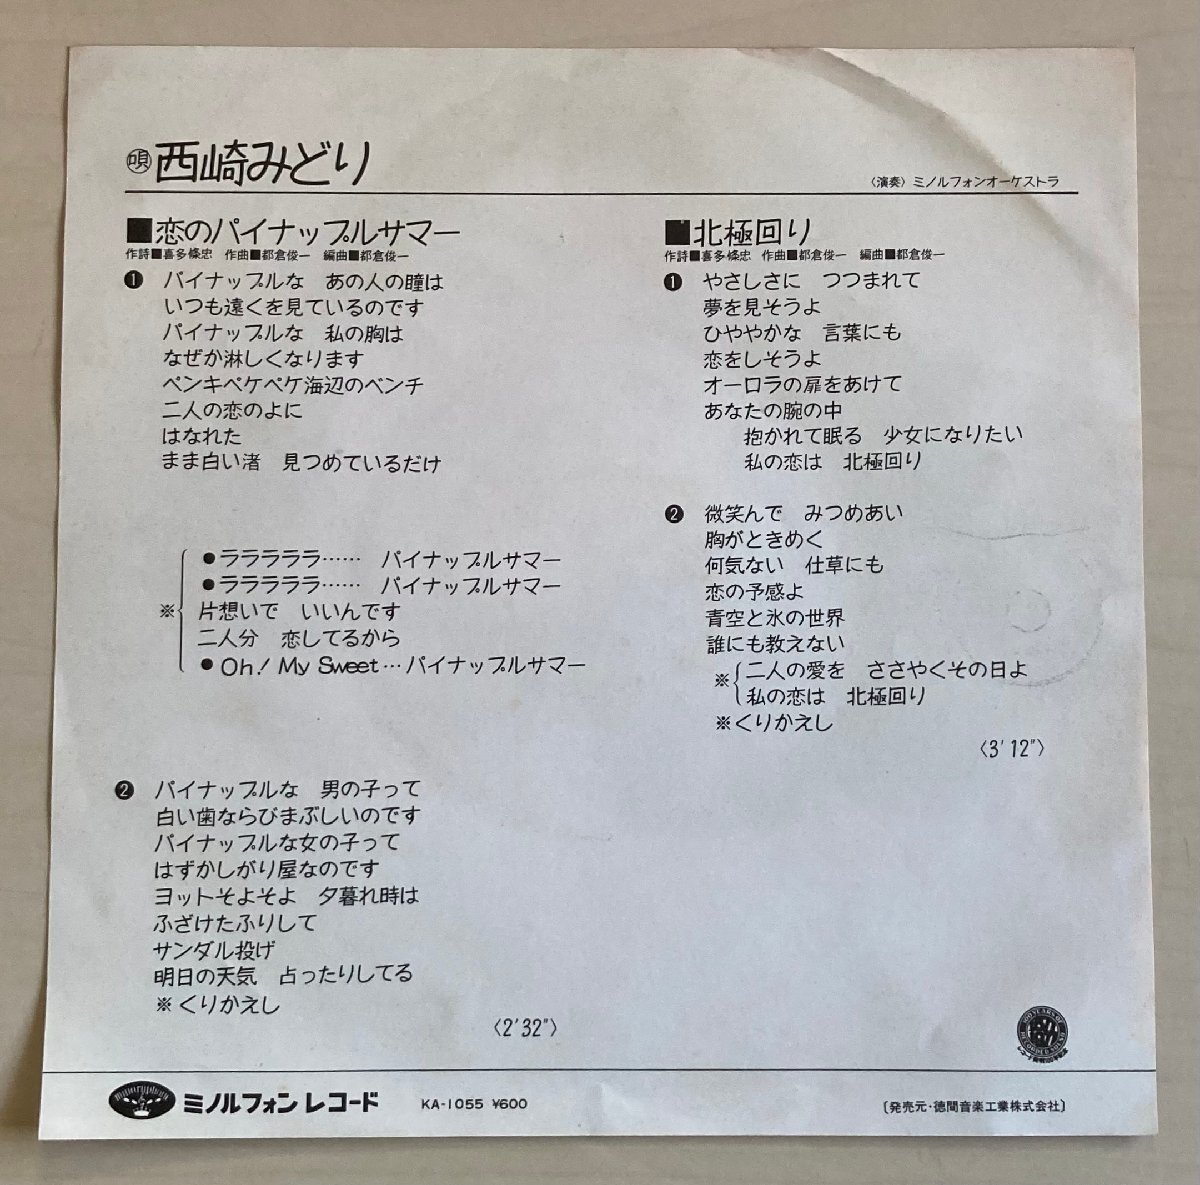 唄 西崎みどり
〈演奏〉ミノルフォンオーケストラ
■恋のパイナップルサマー
作詩■喜多條忠 作曲■都倉俊一 編曲■都倉俊一
❶ パイナップルな あの人の瞳は
いつも遠くを見ているのです
パイナップルな 私の胸は
なぜか淋しくなります
ペンキペケペケ海辺のベンチ
二人の恋のよに
はなれた
まま白い渚 見つめているだけ
●ラララララ…… パイナップルサマー
●ラララララ…… パイナップルサマー
※片想いで いいんです
二人分 恋してるから
●Oh! My Sweet…パイナップルサマー
❷ パイナップルな 男の子って
白い歯ならびまぶしいのです
パイナップルな女の子って
はずかしがり屋なのです
ヨットそよそよ 夕暮れ時は
ふざけたふりして
サンダル投げ
明日の天気 占ったりしてる
※くりかえし
〈2'32"〉
■北極回り
作詩■喜多條忠 作曲■都倉俊一 編曲■都倉俊一
❶ やさしさに つつまれて
夢を見そうよ
ひややかな 言葉にも
恋をしそうよ
オーロラの扉をあけて
あなたの腕の中
抱かれて眠る 少女になりたい
私の恋は 北極回り
❷ 微笑んで みつめあい
胸がときめく
何気ない 仕草にも
恋の予感よ
青空と氷の世界
誰にも教えない
※二人の愛を ささやくその日よ
私の恋は 北極回り
※くりかえし
〈3'12"〉
100 YEARS OF
RECORDED SOUND
ミノルフォン レコード KA-1055 ¥600
〔発売元・徳間音楽工業株式会社〕